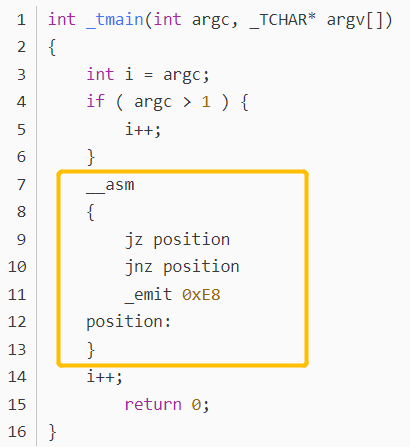 1 int _tmain(int argc, _TCHAR* argv[])
2 {
3     int i = argc;
4     if ( argc > 1 ) {
5         i++;
6     }
7     __asm
8     {
9         jz position
10         jnz position
11         _emit 0xE8
12     position:
13     }
14     i++;
15         return 0;
16 }